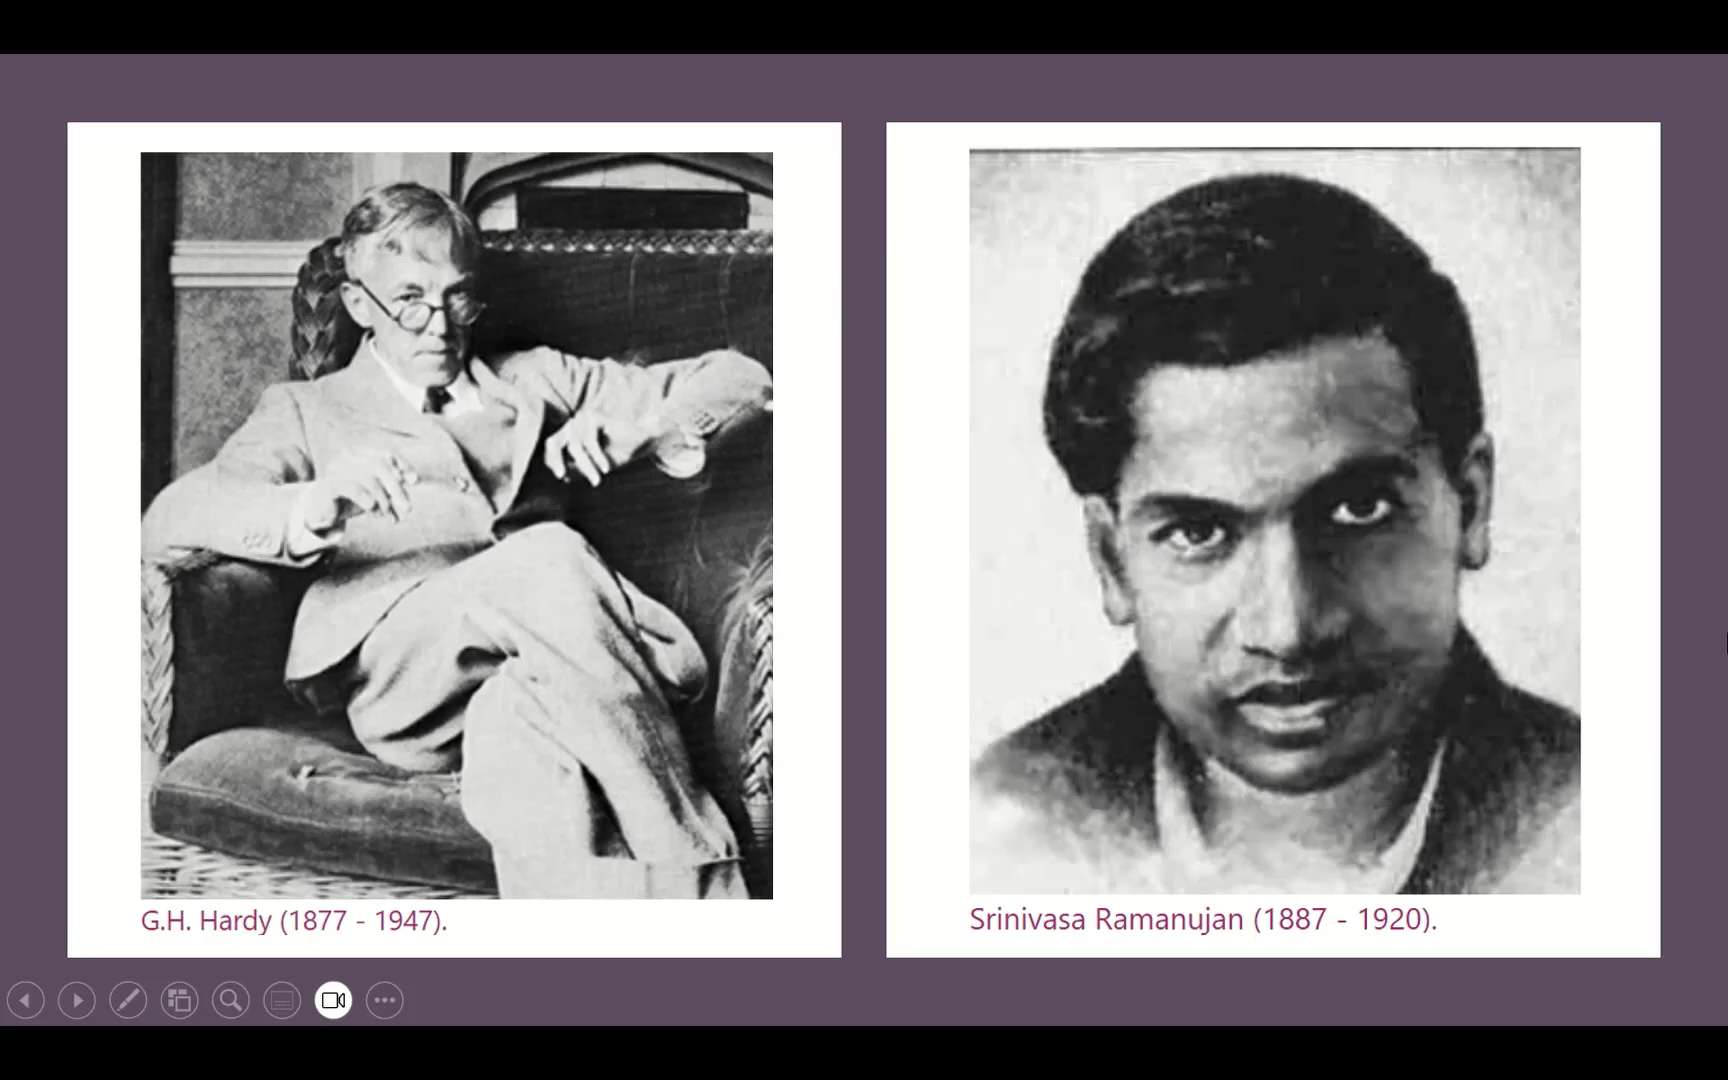 G.H. Hardy (1877 - 1947).
Srinivasa Ramanujan (1887 - 1920).